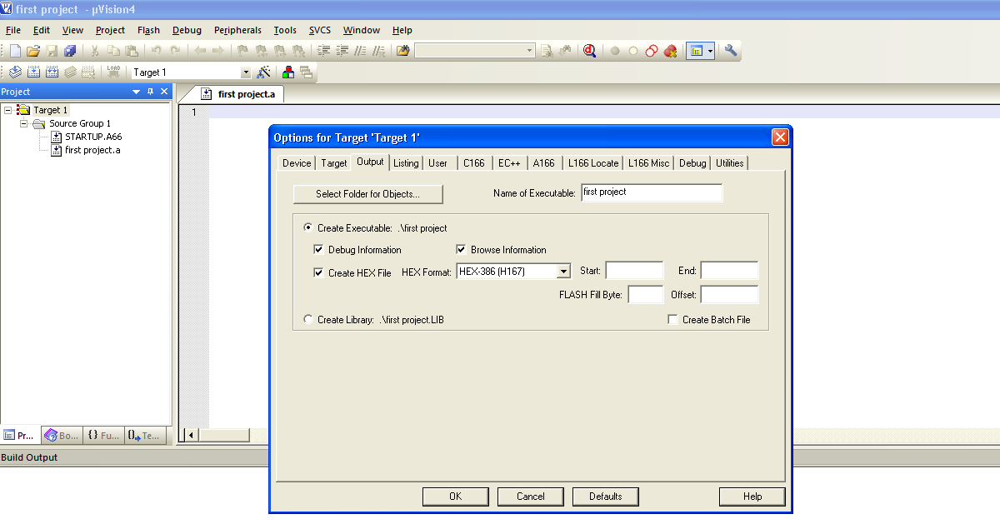 first project - µVision4
File Edit View Project Flash Debug Peripherals Tools SVCS Window Help
LOAD Target 1
Project
first project.a
Target 1
1
Source Group 1
STARTUP.A66
first project.a
Options for Target 'Target 1'
Device Target Output Listing User C166 EC++ A166 L166 Locate L166 Misc Debug Utilities
Select Folder for Objects... Name of Executable: first project
Create Executable: .\first project
Debug Information Browse Information
Create HEX File HEX Format: HEX-386 (H167) Start: End:
FLASH Fill Byte: Offset:
Create Library: .\first project.LIB Create Batch File
Pr... Bo... {} Fu... 0 Te...
Build Output
OK Cancel Defaults Help